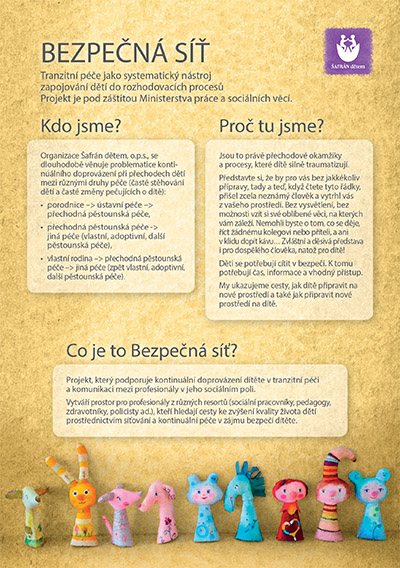 BEZPEČNÁ SÍŤ
ŠAFRÁN dětem
Tranzitní péče jako systematický nástroj
zapojování dětí do rozhodovacích procesů
Projekt je pod záštitou Ministerstva práce a sociálních věcí.
Kdo jsme?
Organizace Šafrán dětem, o.p.s., se
dlouhodobě věnuje problematice konti-
nuálního doprovázení při přechodech dětí
mezi různými druhy péče (časté stěhování
dětí a časté změny pečujících o dítě):
• porodnice –> ústavní péče –>
přechodná pěstounská péče,
• přechodná pěstounská péče ->
jiná péče (vlastní, adoptivní, další
pěstounská péče),
• vlastní rodina –> přechodná pěstounská
péče –> jiná péče (zpět vlastní, adoptivní,
další pěstounská péče).
Proč tu jsme?
Jsou to právě přechodové okamžiky
a procesy, které dítě silně traumatizují.
Představte si, že by pro vás bez jakkékoliv
přípravy, tady a teď, když čtete tyto řádky,
přišel zcela neznámý člověk a vytrhl vás
z vašeho prostředí. Bez vysvětlení, bez
možnosti vzít si své oblíbené věci, na kterých
vám záleží. Nemohli byste o tom, co se děje,
říct žádnému kolegovi nebo příteli, a ani
v klidu dopít kávu… Zvláštní a děsivá představa
i pro dospělého člověka, natož pro dítě!
Děti se potřebují cítit v bezpečí. K tomu
potřebují čas, informace a vhodný přístup.
My ukazujeme cesty, jak dítě připravit na
nové prostředí a také jak připravit nové
prostředí na dítě.
Co je to Bezpečná síť?
Projekt, který podporuje kontinuální doprovázení dítěte v tranzitní péči
a komunikaci mezi profesionály v jeho sociálním poli.
Vytváří prostor pro profesionály z různých resortů (sociální pracovníky, pedagogy,
zdravotníky, policisty ad.), kteří hledají cesty ke zvýšení kvality života dětí
prostřednictvím síťování a kontinuální péče v zájmu bezpečí dítěte.